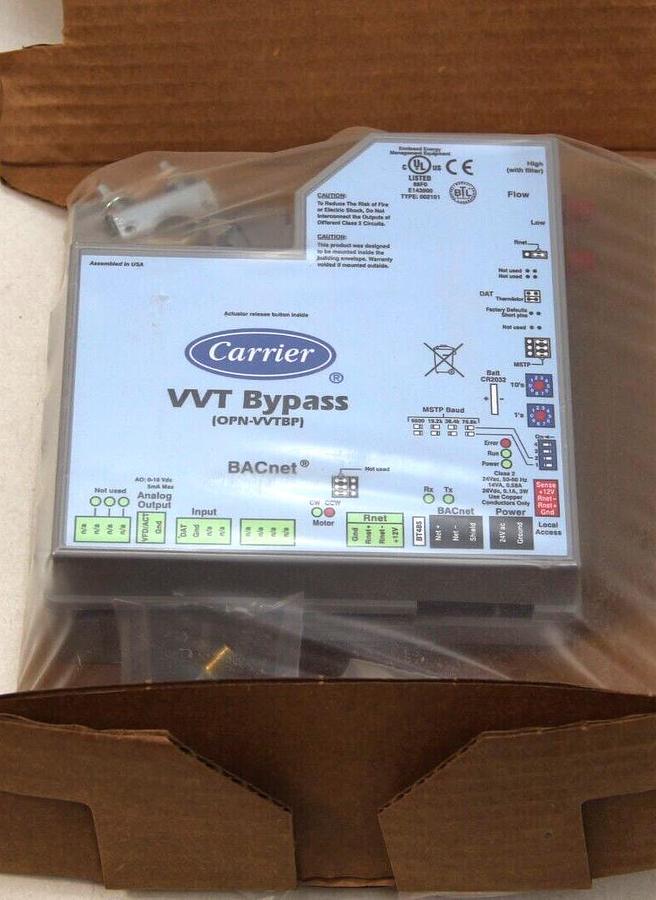 Enclosed Energy
Management Equipment
C UL US CE
LISTED
88F0
E143900
TYPE: 002101
BTL
High
(with filter)
Flow
Low
CAUTION:
To Reduce The Risk of Fire
or Electric Shock, Do Not
Interconnect the Outputs of
Different Class 2 Circuits.
CAUTION:
This product was designed
to be mounted inside the
building envelope. Warranty
voided if mounted outside.
Assembled in USA
Rnet
Not used
Not used
DAT
Thermistor
Factory Defaults
Short pins
Not used
MSTP
Actuator release button inside
Carrier®
VVT Bypass
(OPN-VVTBP)
BACnet®
Batt
CR2032
+
-
10's
1's
MSTP Baud
9600 19.2k 38.4k 76.8k
On
Error
Run
Power
Class 2
24Vac, 50-60 Hz
14VA, 0.58A
26Vdc, 0.1A, 3W
Use Copper
Conductors Only
Sense
+12V
Rnet-
Rnet+
Gnd
Local
Access
Not used
AO: 0-10 Vdc
5mA Max
Not used
Analog
Output
Input
CW CCW
Motor
Rnet
Rx Tx
BACnet
Power
n/a n/a n/a n/a
VFD/ACT Gnd
DAT Gnd n/a n/a
n/a n/a n/a n/a
Gnd Rnet+ Rnet- +12V
BT485
Net + Net - Shield
24V ac Ground